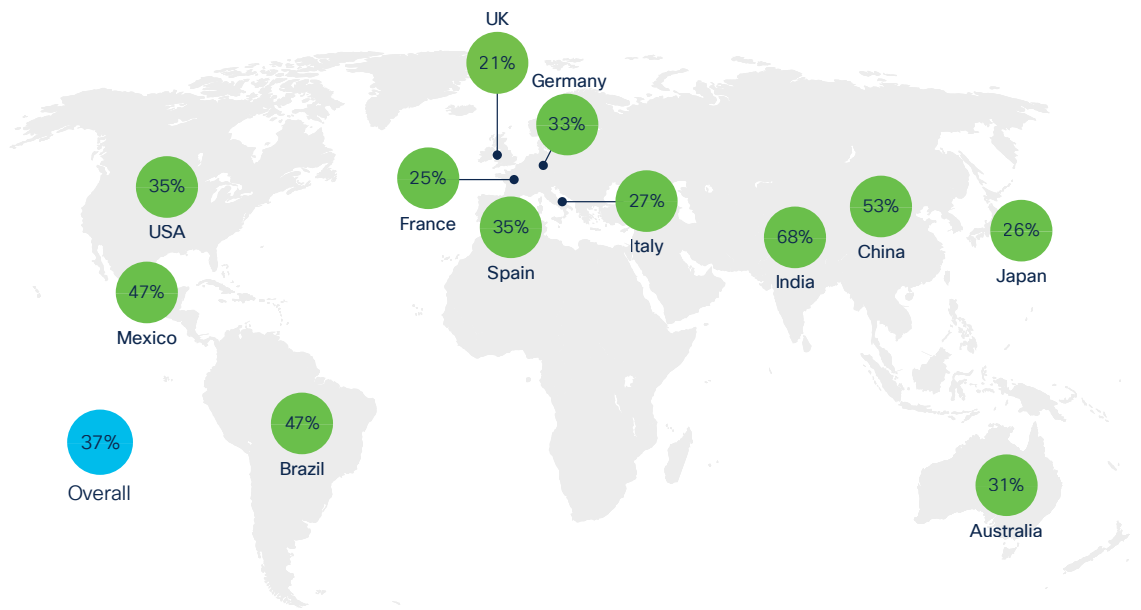 UK
21%
Germany
33%
25%
France
35%
Spain
27%
Italy
35%
USA
47%
Mexico
47%
Brazil
68%
India
53%
China
26%
Japan
31%
Australia
37%
Overall